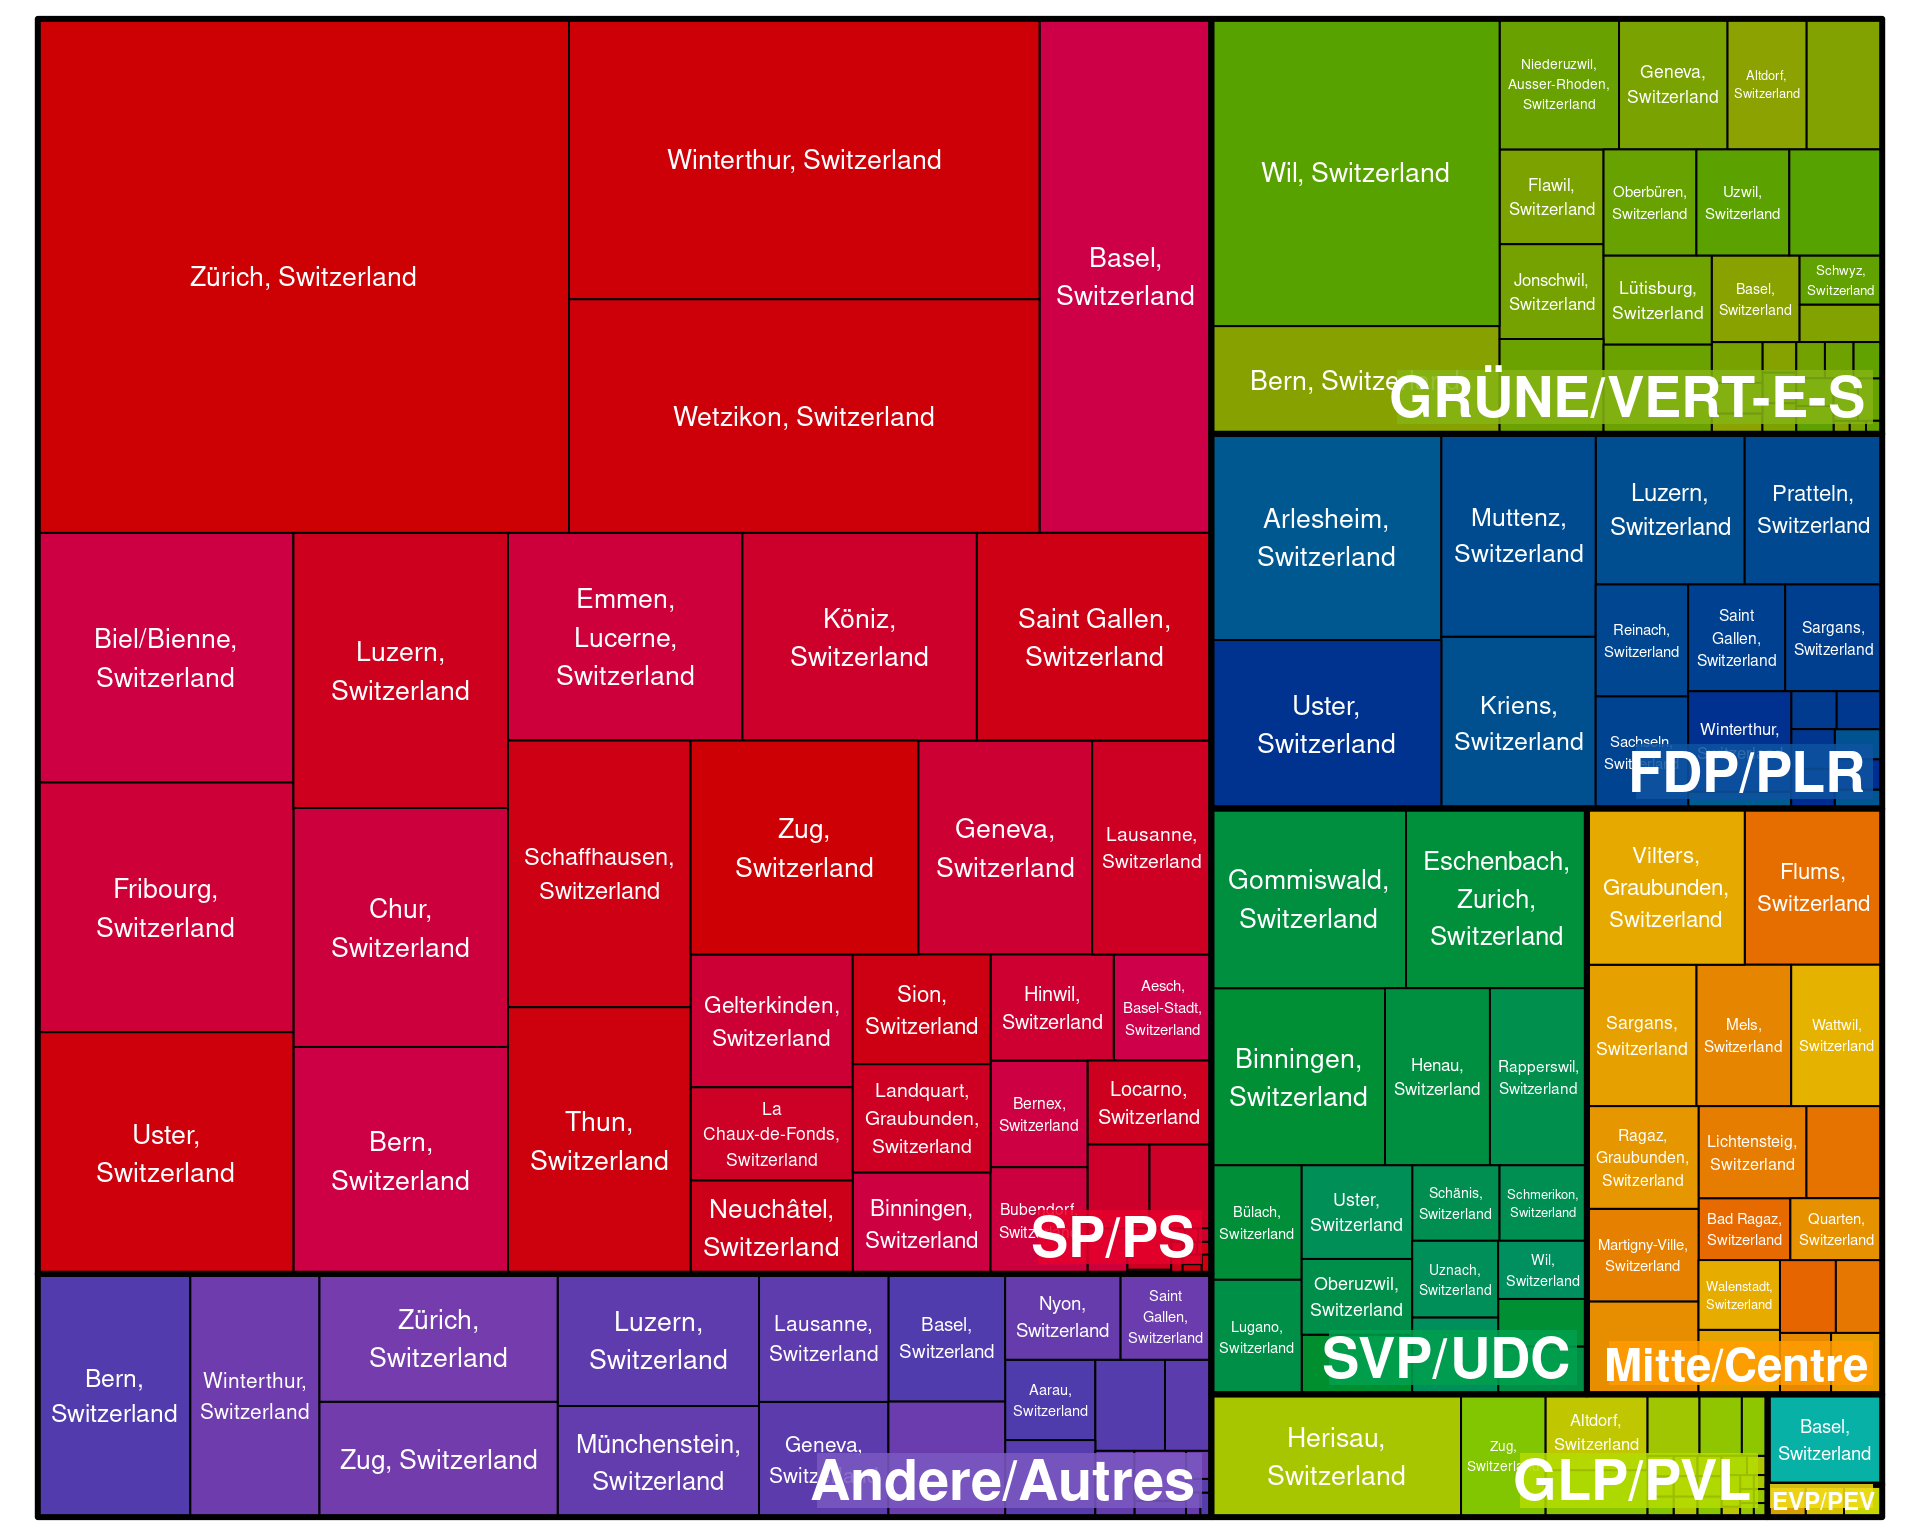 Zürich, Switzerland
Winterthur, Switzerland
Wetzikon, Switzerland
Basel,
Switzerland
Biel/Bienne,
Switzerland
Fribourg,
Switzerland
Uster,
Switzerland
Luzern,
Switzerland
Chur,
Switzerland
Bern,
Switzerland
Emmen,
Lucerne,
Switzerland
Köniz,
Switzerland
Saint Gallen,
Switzerland
Schaffhausen,
Switzerland
Thun,
Switzerland
Zug,
Switzerland
Geneva,
Switzerland
Lausanne,
Switzerland
Gelterkinden,
Switzerland
La
Chaux-de-Fonds,
Switzerland
Neuchâtel,
Switzerland
Sion,
Switzerland
Landquart,
Graubunden,
Switzerland
Binningen,
Switzerland
Hinwil,
Switzerland
Aesch,
Basel-Stadt,
Switzerland
Bernex,
Switzerland
Locarno,
Switzerland
Bubendorf,
SP/PS
Bern,
Switzerland
Winterthur,
Switzerland
Zürich,
Switzerland
Zug, Switzerland
Luzern,
Switzerland
Münchenstein,
Switzerland
Lausanne,
Switzerland
Geneva,
Basel,
Switzerland
Nyon,
Switzerland
Saint
Gallen,
Switzerland
Aarau,
Switzerland
Andere/Autres
Wil, Switzerland
Bern, Switzerland
Niederuzwil,
Ausser-Rhoden,
Switzerland
Geneva,
Switzerland
Altdorf,
Switzerland
Flawil,
Switzerland
Oberbüren,
Switzerland
Uzwil,
Switzerland
Jonschwil,
Switzerland
Lütisburg,
Switzerland
Basel,
Switzerland
Schwyz,
Switzerland
GRÜNE/VERT-E-S
Arlesheim,
Switzerland
Uster,
Switzerland
Muttenz,
Switzerland
Kriens,
Switzerland
Luzern,
Switzerland
Pratteln,
Switzerland
Reinach,
Switzerland
Saint
Gallen,
Switzerland
Sargans,
Switzerland
Sachseln,
Switzerland
Winterthur,
Switzerland
FDP/PLR
Gommiswald,
Switzerland
Eschenbach,
Zurich,
Switzerland
Binningen,
Switzerland
Henau,
Switzerland
Rapperswil,
Switzerland
Bülach,
Switzerland
Lugano,
Switzerland
Uster,
Switzerland
Oberuzwil,
Switzerland
Schänis,
Switzerland
Schmerikon,
Switzerland
Uznach,
Switzerland
Wil,
Switzerland
SVP/UDC
Vilters,
Graubunden,
Switzerland
Flums,
Switzerland
Sargans,
Switzerland
Mels,
Switzerland
Wattwil,
Switzerland
Ragaz,
Graubunden,
Switzerland
Lichtensteig,
Switzerland
Martigny-Ville,
Switzerland
Bad Ragaz,
Switzerland
Quarten,
Switzerland
Walenstadt,
Switzerland
Mitte/Centre
Herisau,
Switzerland
Zug,
Altdorf,
Switzerland
GLP/PVL
Basel,
Switzerland
EVP/PEV